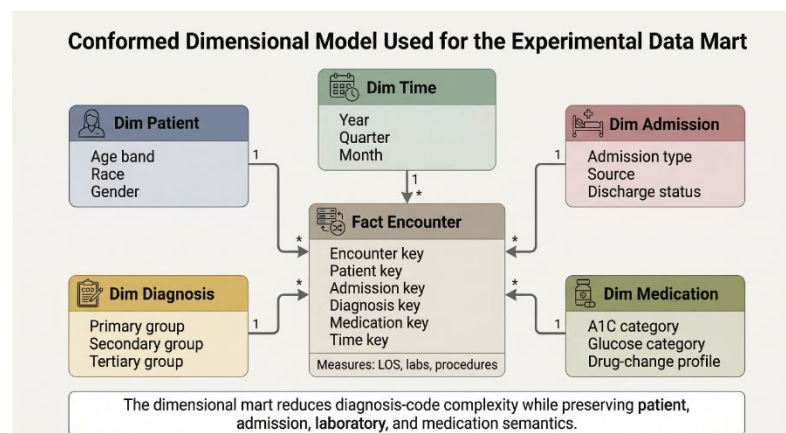 Conformed Dimensional Model Used for the Experimental Data Mart
Dim Time
Year
Quarter
Month
Dim Patient
Age band
Race
Gender
Dim Admission
Admission type
Source
Discharge status
1
1
1
*
Fact Encounter
Encounter key
Patient key
Admission key
Diagnosis key
Medication key
Time key
Measures: LOS, labs, procedures
*
*
*
*
Dim Diagnosis
Primary group
Secondary group
Tertiary group
1
Dim Medication
A1C category
Glucose category
Drug-change profile
1
The dimensional mart reduces diagnosis-code complexity while preserving patient,
admission, laboratory, and medication semantics.